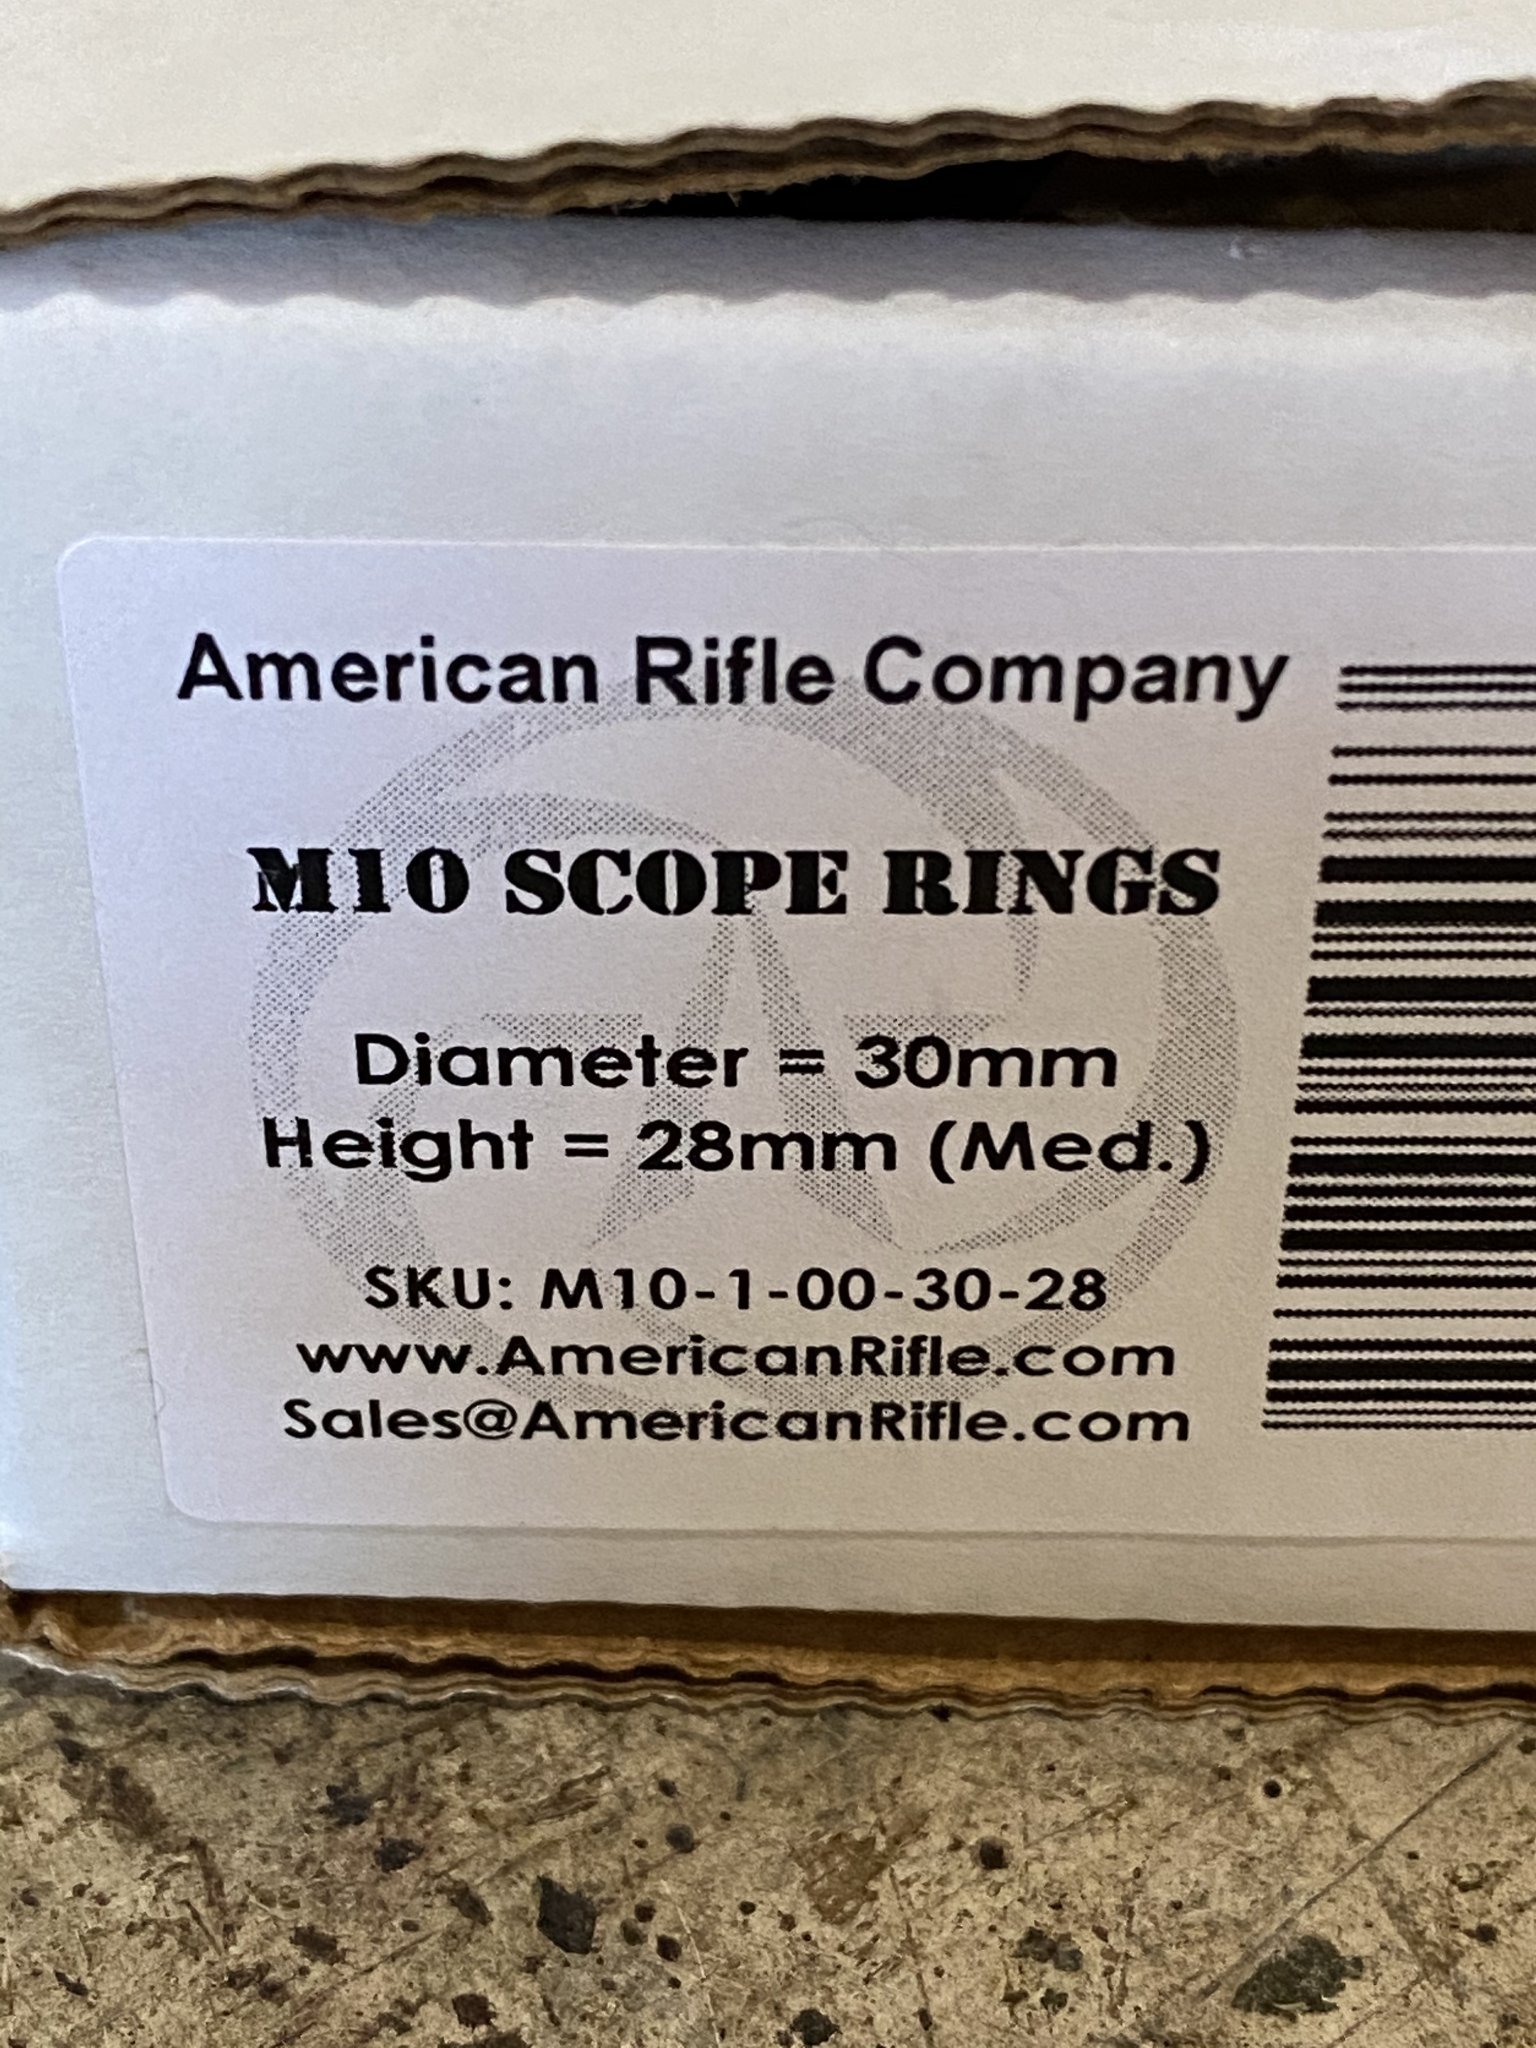 American Rifle Company
M10 SCOPE RINGS
Diameter = 30mm
Height = 28mm (Med.)
SKU: M10-1-00-30-28
www.AmericanRifle.com
Sales@AmericanRifle.com